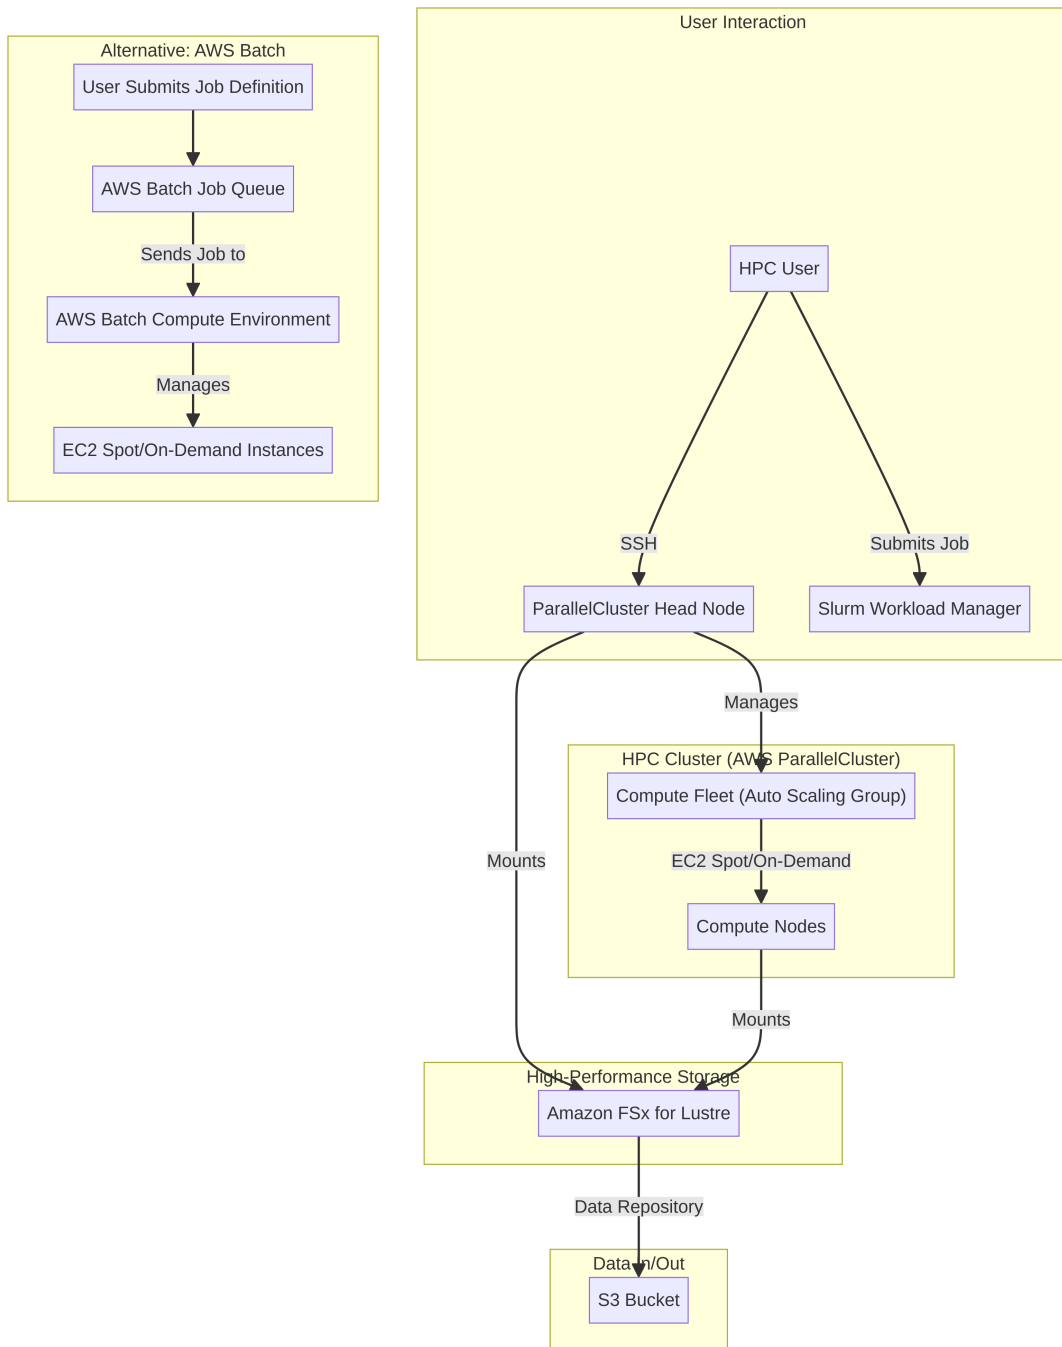 Alternative: AWS Batch
User Submits Job Definition
AWS Batch Job Queue
Sends Job to
AWS Batch Compute Environment
Manages
EC2 Spot/On-Demand Instances
User Interaction
HPC User
SSH
Submits Job
ParallelCluster Head Node
Slurm Workload Manager
Manages
HPC Cluster (AWS ParallelCluster)
Compute Fleet (Auto Scaling Group)
Mounts
EC2 Spot/On-Demand
Compute Nodes
Mounts
High-Performance Storage
Amazon FSx for Lustre
Data Repository
Data In/Out
S3 Bucket